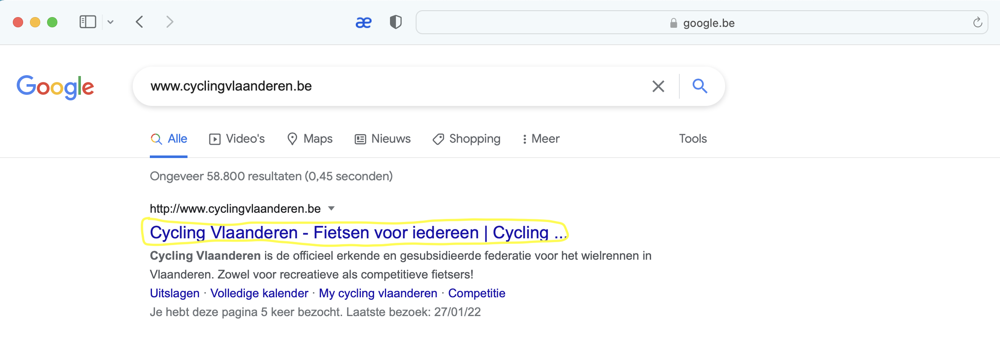 æ
google.be
Google
www.cyclingvlaanderen.be
Alle Video's Maps Nieuws Shopping Meer Tools
Ongeveer 58.800 resultaten (0,45 seconden)
http://www.cyclingvlaanderen.be
Cycling Vlaanderen - Fietsen voor iedereen | Cycling ...
Cycling Vlaanderen is de officieel erkende en gesubsidieerde federatie voor het wielrennen in
Vlaanderen. Zowel voor recreatieve als competitieve fietsers!
Uitslagen · Volledige kalender · My cycling vlaanderen · Competitie
Je hebt deze pagina 5 keer bezocht. Laatste bezoek: 27/01/22